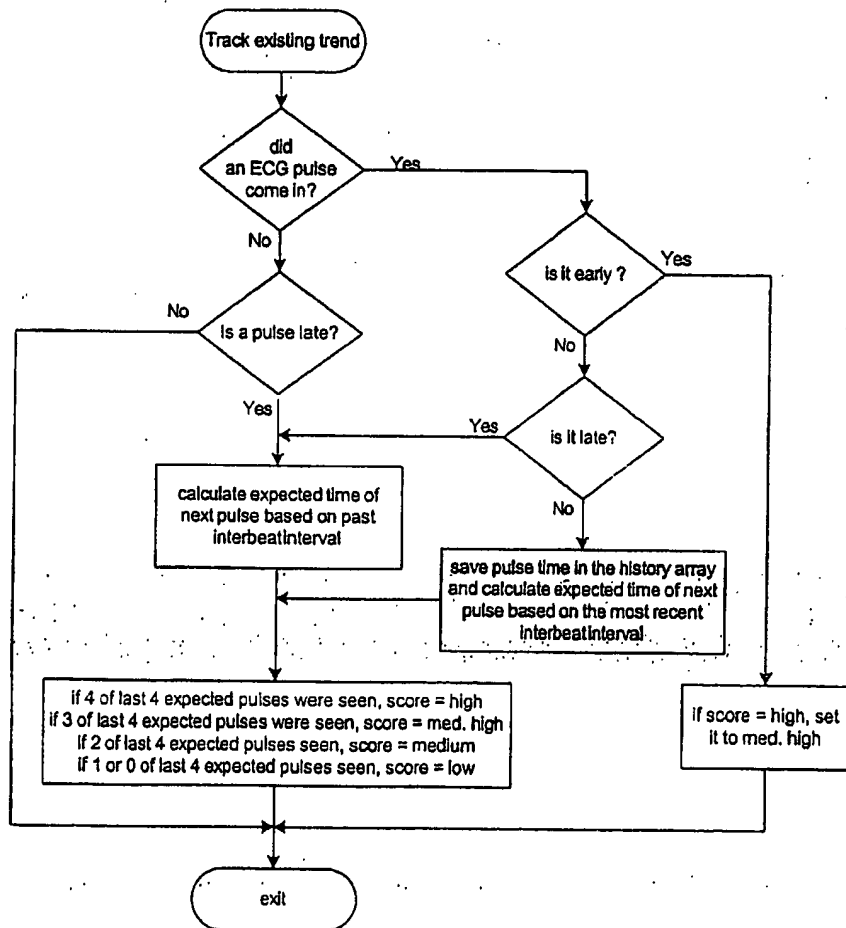 Track existing trend
did
an ECG pulse
come in?
Yes
No
is it early ?
Yes
No
Is a pulse late?
No
Yes
is it late?
Yes
No
calculate expected time of
next pulse based on past
interbeatinterval
save pulse time in the history array
and calculate expected time of next
pulse based on the most recent
interbeatinterval
if 4 of last 4 expected pulses were seen, score = high
if 3 of last 4 expected pulses were seen, score = med. high
if 2 of last 4 expected pulses seen, score = medium
if 1 or 0 of last 4 expected pulses seen, score = low
if score = high, set
it to med. high
exit